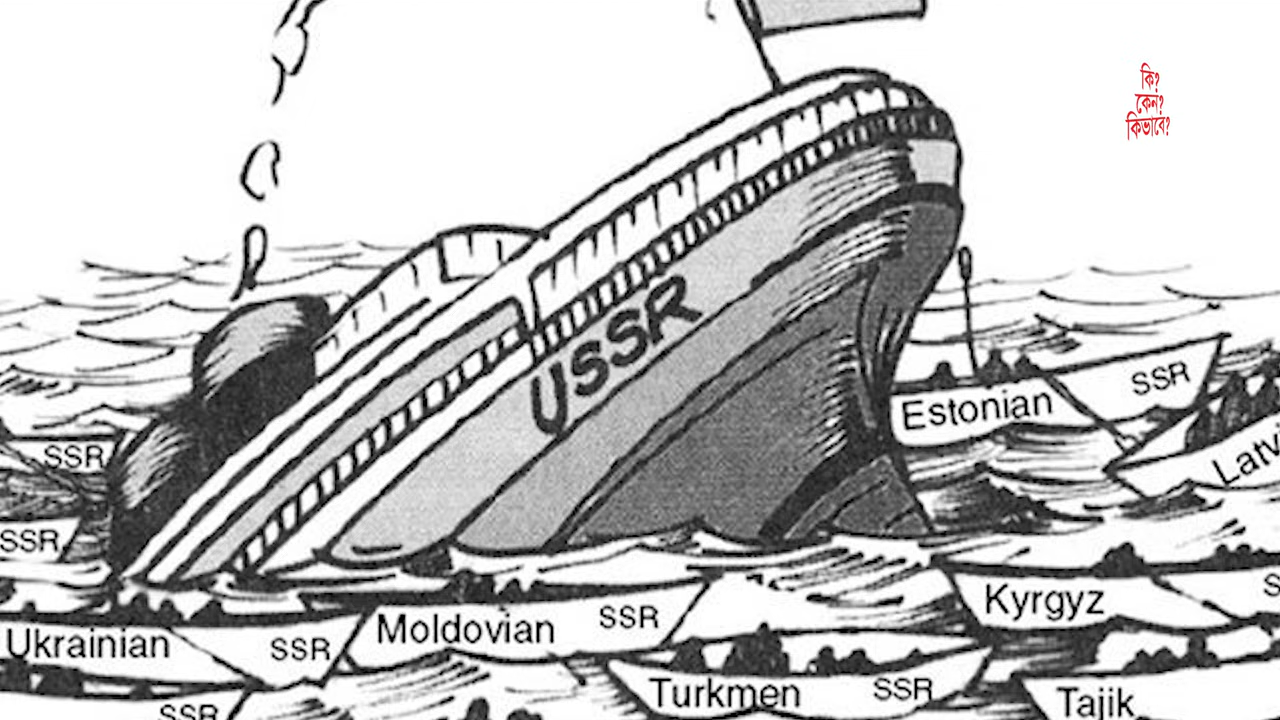 কি?
কেন?
কিভাবে?
USSR
SSR
Estonian SSR
SSR
Ukrainian SSR
Moldovian SSR
Kyrgyz
Turkmen SSR
Tajik
SSR